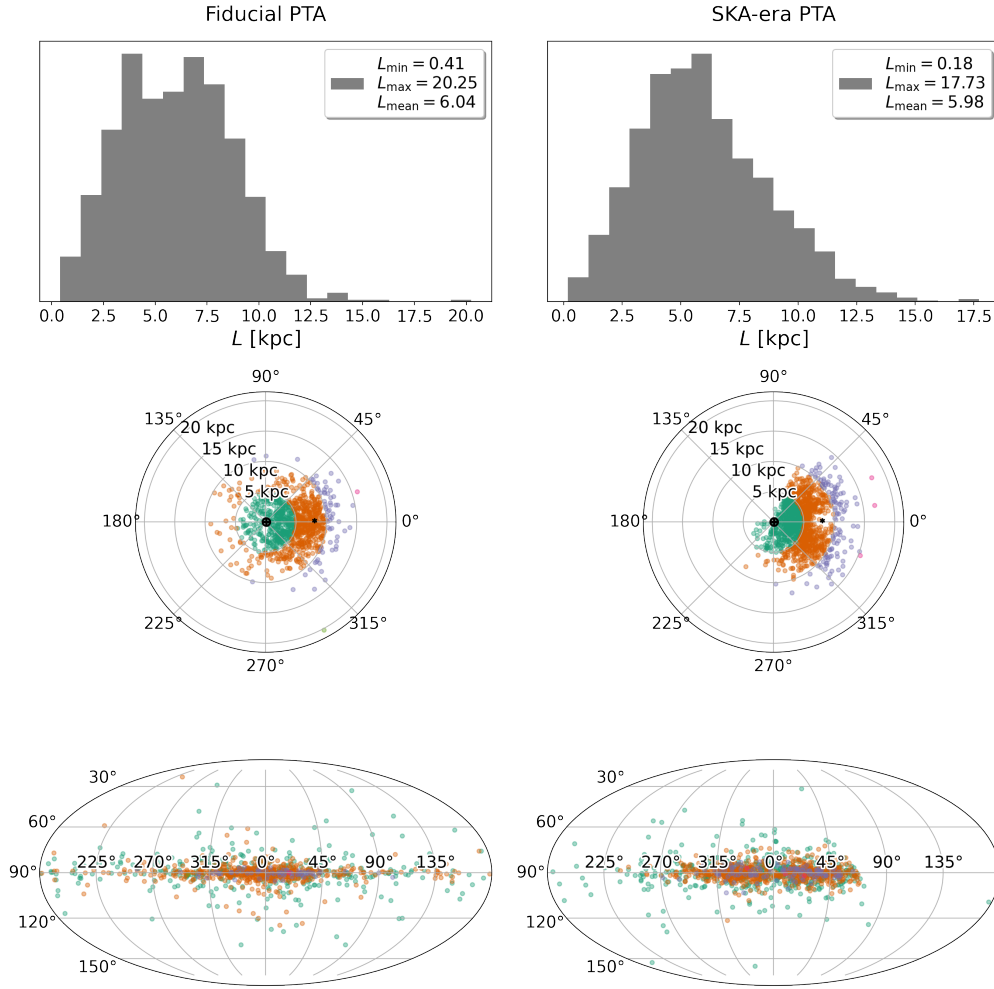 Fiducial PTA
SKA-era PTA
L_min = 0.41
L_max = 20.25
L_mean = 6.04
L_min = 0.18
L_max = 17.73
L_mean = 5.98
0.0 2.5 5.0 7.5 10.0 12.5 15.0 17.5 20.0
0.0 2.5 5.0 7.5 10.0 12.5 15.0 17.5
L [kpc]
L [kpc]
90°
135° 45°
20 kpc
15 kpc
10 kpc
5 kpc
180° 0°
225° 315°
270°
90°
135° 45°
20 kpc
15 kpc
10 kpc
5 kpc
180° 0°
225° 315°
270°
30°
60°
225° 270° 315° 0° 45° 90° 135°
90°
120°
150°
30°
60°
225° 270° 315° 0° 45° 90° 135°
90°
120°
150°